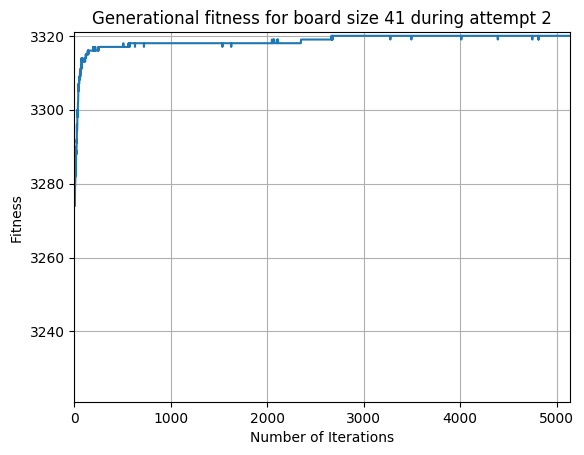 Generational fitness for board size 41 during attempt 2
Fitness
3320
3300
3280
3260
3240
0 1000 2000 3000 4000 5000
Number of Iterations